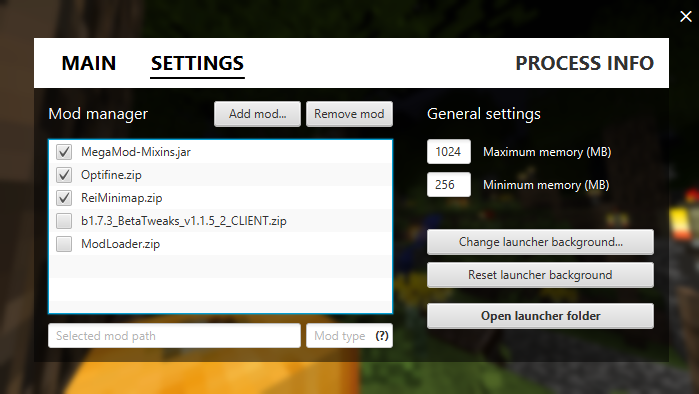 MAIN SETTINGS PROCESS INFO
Mod manager Add mod... Remove mod
MegaMod-Mixins.jar
Optifine.zip
ReiMinimap.zip
b1.7.3_BetaTweaks_v1.1.5_2_CLIENT.zip
ModLoader.zip
Selected mod path Mod type (?)
General settings
1024 Maximum memory (MB)
256 Minimum memory (MB)
Change launcher background...
Reset launcher background
Open launcher folder